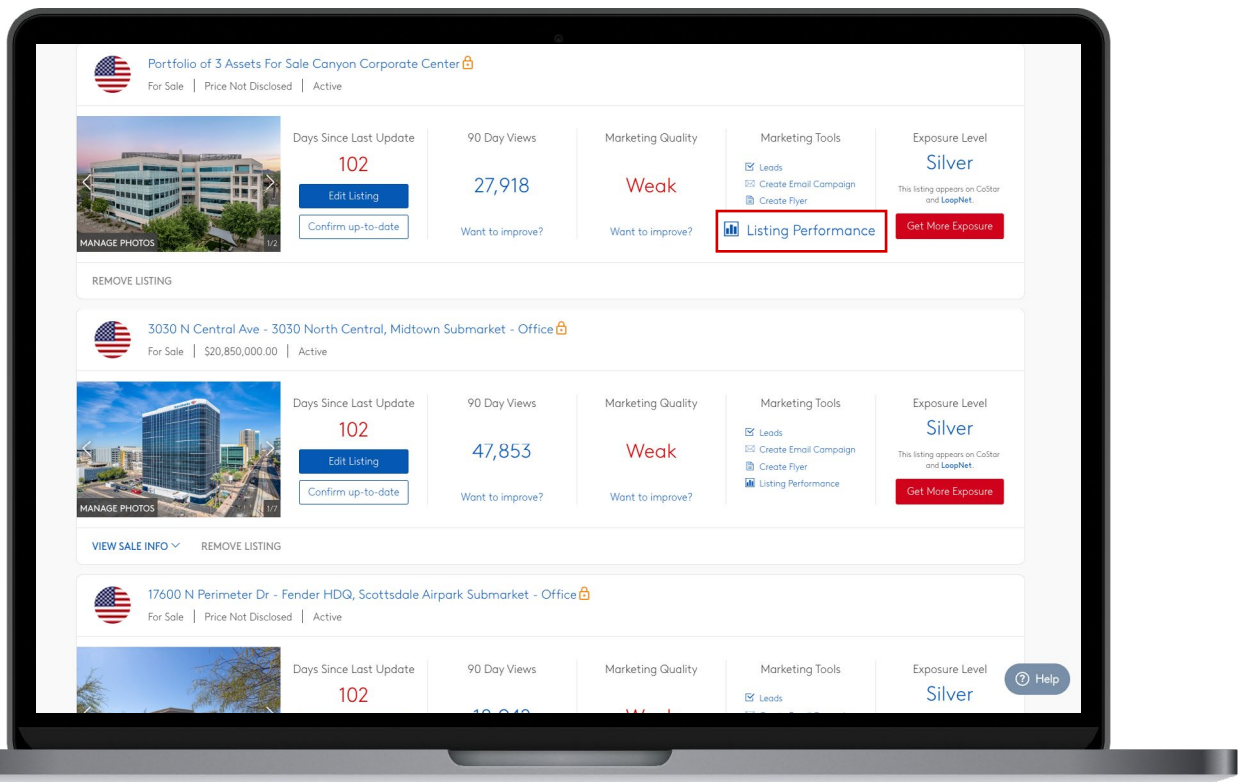 Portfolio of 3 Assets For Sale Canyon Corporate Center
For Sale | Price Not Disclosed | Active
Days Since Last Update
102
Edit Listing
Confirm up-to-date
90 Day Views
27,918
Want to improve?
Marketing Quality
Weak
Want to improve?
Marketing Tools
Leads
Create Email Campaign
Create Flyer
Listing Performance
Exposure Level
Silver
This listing appears on CoStar
and LoopNet.
Get More Exposure
MANAGE PHOTOS
1/2
REMOVE LISTING
3030 N Central Ave - 3030 North Central, Midtown Submarket - Office
For Sale | $20,850,000.00 | Active
Days Since Last Update
102
Edit Listing
Confirm up-to-date
90 Day Views
47,853
Want to improve?
Marketing Quality
Weak
Want to improve?
Marketing Tools
Leads
Create Email Campaign
Create Flyer
Listing Performance
Exposure Level
Silver
This listing appears on CoStar
and LoopNet.
Get More Exposure
MANAGE PHOTOS
1/7
VIEW SALE INFO
REMOVE LISTING
17600 N Perimeter Dr - Fender HDQ, Scottsdale Airpark Submarket - Office
For Sale | Price Not Disclosed | Active
Days Since Last Update
102
90 Day Views
Marketing Quality
Marketing Tools
Leads
Exposure Level
Silver
Help